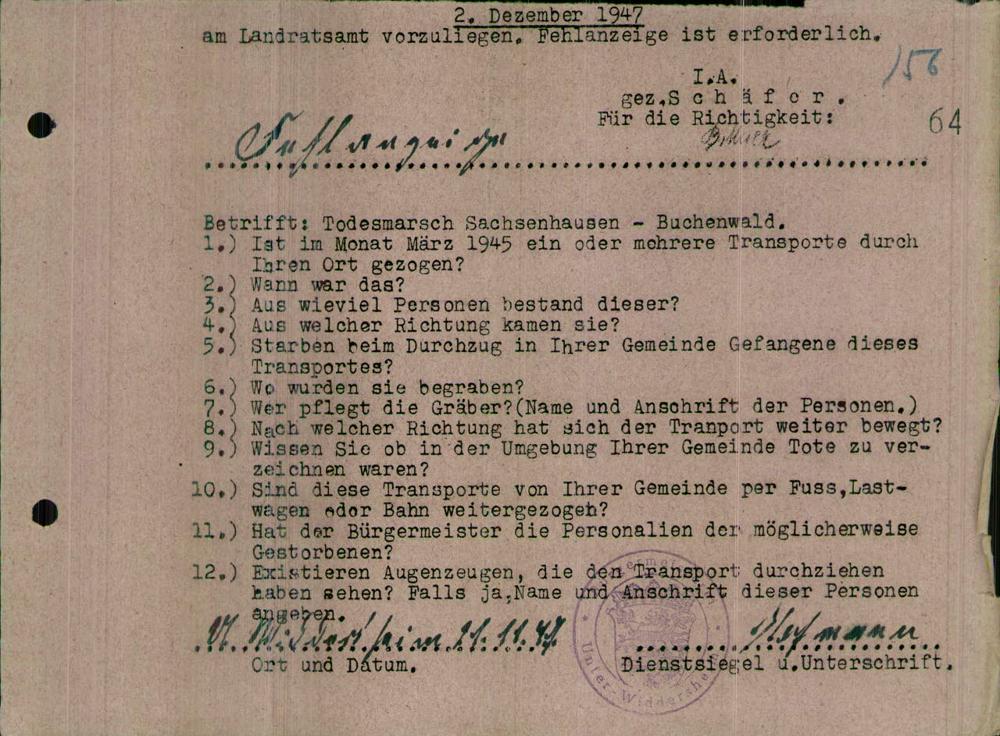 2. Dezember 1947
am Landratsamt vorzuliegen. Fehlanzeige ist erforderlich.
156
I.A.
gez.S c h ä f e r .
Für die Richtigkeit:
64
Fehlanzeige
Betrifft: Todesmarsch Sachsenhausen - Buchenwald.
1.) Ist im Monat März 1945 ein oder mehrere Transporte durch
Ihren Ort gezogen?
2.) Wann war das?
3.) Aus wieviel Personen bestand dieser?
4.) Aus welcher Richtung kamen sie?
5.) Starben beim Durchzug in Ihrer Gemeinde Gefangene dieses
Transportes?
6.) Wo wurden sie begraben?
7.) Wer pflegt die Gräber?(Name und Anschrift der Personen.)
8.) Nach welcher Richtung hat sich der Tranport weiter bewegt?
9.) Wissen Sie ob in der Umgebung Ihrer Gemeinde Tote zu ver-
zeichnen waren?
10.) Sind diese Transporte von Ihrer Gemeinde per Fuss,Last-
wagen oder Bahn weitergezogen?
11.) Hat der Bürgermeister die Personalien der möglicherweise
Gestorbenen?
12.) Existieren Augenzeugen, die den Transport durchziehen
haben sehen? Falls ja,Name und Anschrift dieser Personen
angeben.
U. Widdersheim 21.11.47
Ort und Datum.
Dienstsiegel u.Unterschrift.
Unter-Widdersheim